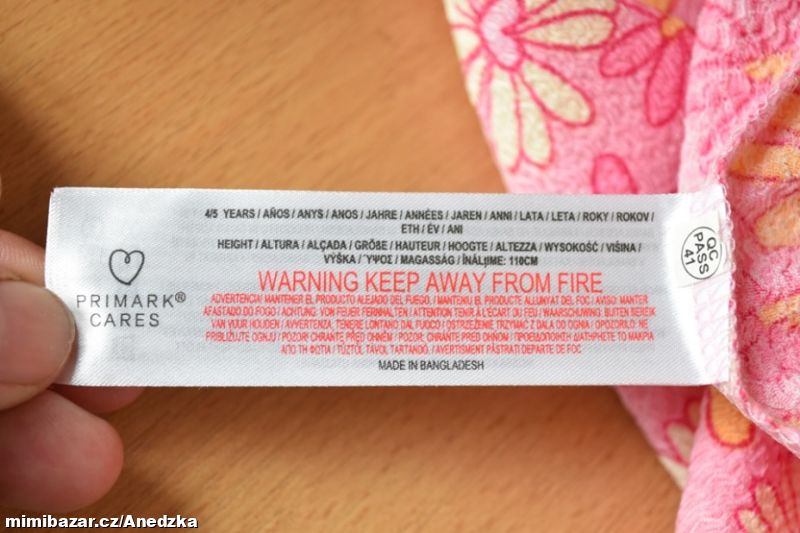 4/5 YEARS / AÑOS / ANYS / ANOS / JAHRE / ANNÉES / JAREN / ANNI / LATA / LETA / ROKY / ROKOV /
ETH / ÉV / ANI
HEIGHT / ALTURA / ALÇADA / GRÖßE / HAUTEUR / HOOGTE / ALTEZZA / WYSOKOŚĆ / VIŠINA /
VÝŠKA / ΎΨΟΣ / MAGASSÁG / ÎNĂLȚIME: 110CM
WARNING KEEP AWAY FROM FIRE
ADVERTENCIA! MANTENER EL PRODUCTO ALEJADO DEL FUEGO. / MANTENIU EL PRODUCTE ALLUNYAT DEL FOC / AVISO: MANTER
AFASTADO DO FOGO / ACHTUNG: VON FEUER FERNHALTEN. / ATTENTION TENIR À L'ÉCART DU FEU / WAARSCHUWING: BUITEN BEREIK
VAN VUUR HOUDEN / AVVERTENZA: TENERE LONTANO DAL FUOCO / OSTRZEŻENIE TRZYMAĆ Z DALA OD OGNIA / OPOZORILO: NE
PRIBLIŽUJTE OGNJU / POZOR! CHRAŇTE PŘED OHNĚM. / POZOR: CHRÁŇTE PRED OHŇOM / ΠΡΟΕΙΔΟΠΟΙΗΣΗ ΔΙΑΤΗΡΗΣΤΕ ΤΟ ΜΑΚΡΙΑ
ΑΠΟ ΤΗ ΦΩΤΙΑ / TŰZTŐL TÁVOL TARTANDÓ. / AVERTISMENT PĂSTRAȚI DEPARTE DE FOC
MADE IN BANGLADESH
PRIMARK®
CARES
QC
PASS
41
mimibazar.cz/Anedzka